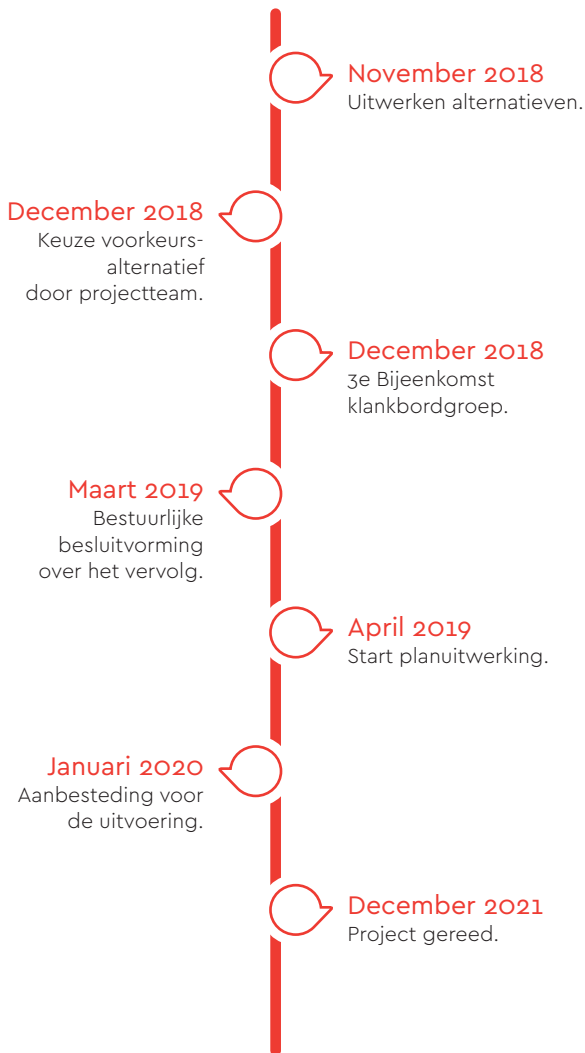 November 2018
Uitwerken alternatieven.
December 2018
Keuze voorkeurs-
alternatief
door projectteam.
December 2018
3e Bijeenkomst
klankbordgroep.
Maart 2019
Bestuurlijke
besluitvorming
over het vervolg.
April 2019
Start planuitwerking.
Januari 2020
Aanbesteding voor
de uitvoering.
December 2021
Project gereed.